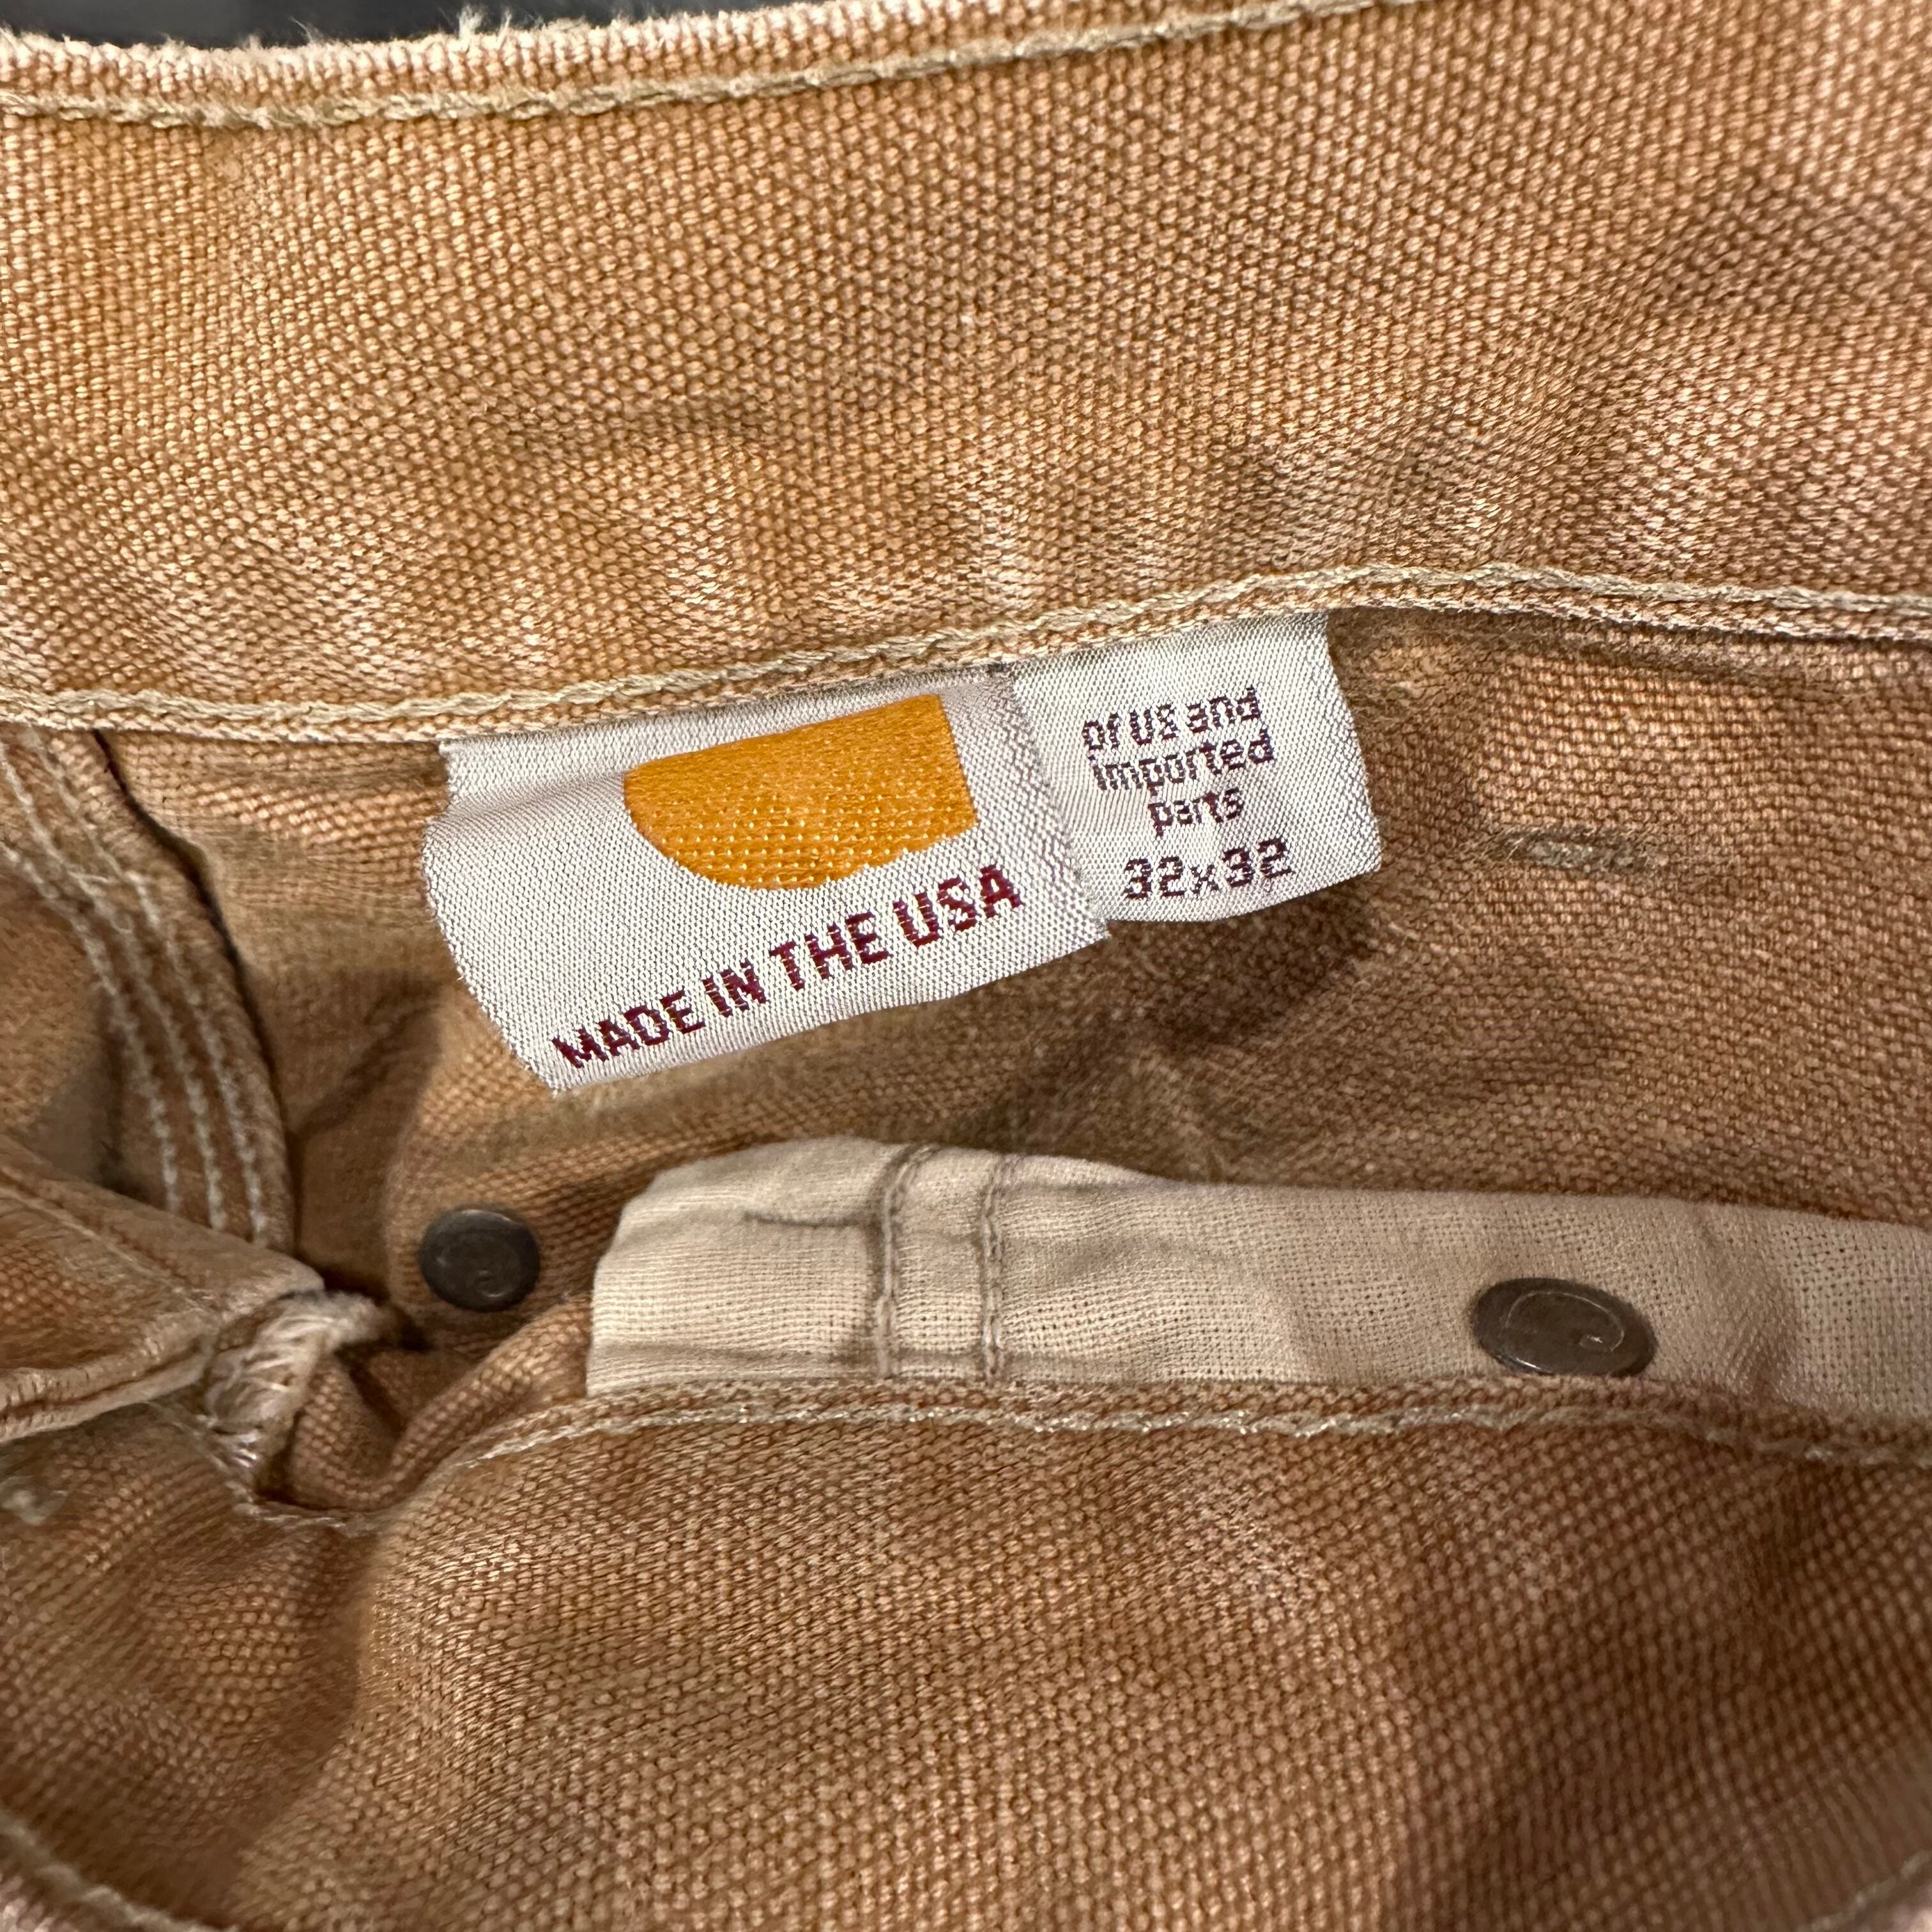 MADE IN THE USA
Of US and
imported
parts
32x32